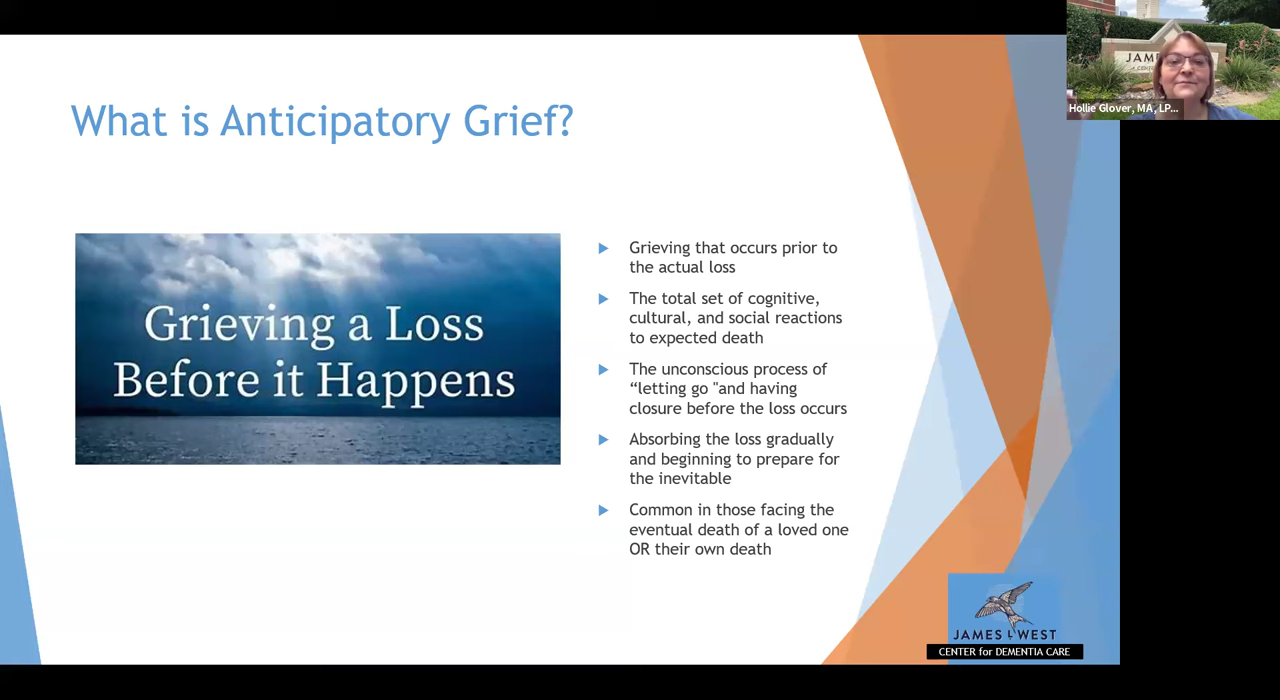 What is Anticipatory Grief?
Grieving a Loss
Before it Happens
Grieving that occurs prior to
the actual loss
The total set of cognitive,
cultural, and social reactions
to expected death
The unconscious process of
“letting go "and having
closure before the loss occurs
Absorbing the loss gradually
and beginning to prepare for
the inevitable
Common in those facing the
eventual death of a loved one
OR their own death
JAM
Hollie Glover, MA, LP...
JAMES L WEST
CENTER for DEMENTIA CARE